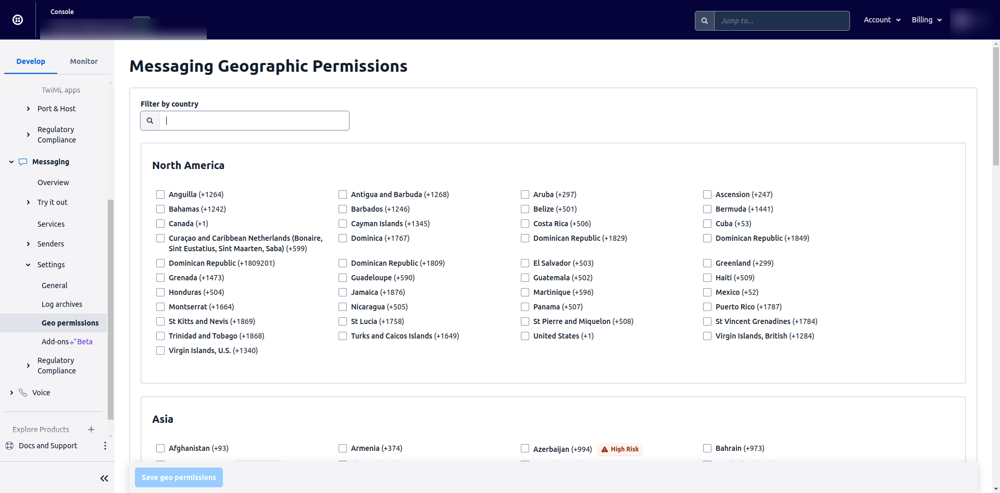 Console
Jump to...
Account
Billing
Develop
Monitor
TwiML apps
Port & Host
Regulatory
Compliance
Messaging
Overview
Try it out
Services
Senders
Settings
General
Log archives
Geo permissions
Add-ons Beta
Regulatory
Compliance
Voice
Explore Products
Docs and Support
Messaging Geographic Permissions
Filter by country
North America
Anguilla (+1264)
Antigua and Barbuda (+1268)
Aruba (+297)
Ascension (+247)
Bahamas (+1242)
Barbados (+1246)
Belize (+501)
Bermuda (+1441)
Canada (+1)
Cayman Islands (+1345)
Costa Rica (+506)
Cuba (+53)
Curaçao and Caribbean Netherlands (Bonaire,
Sint Eustatius, Sint Maarten, Saba) (+599)
Dominica (+1767)
Dominican Republic (+1829)
Dominican Republic (+1849)
Dominican Republic (+1809201)
Dominican Republic (+1809)
El Salvador (+503)
Greenland (+299)
Grenada (+1473)
Guadeloupe (+590)
Guatemala (+502)
Haiti (+509)
Honduras (+504)
Jamaica (+1876)
Martinique (+596)
Mexico (+52)
Montserrat (+1664)
Nicaragua (+505)
Panama (+507)
Puerto Rico (+1787)
St Kitts and Nevis (+1869)
St Lucia (+1758)
St Pierre and Miquelon (+508)
St Vincent Grenadines (+1784)
Trinidad and Tobago (+1868)
Turks and Caicos Islands (+1649)
United States (+1)
Virgin Islands, British (+1284)
Virgin Islands, U.S. (+1340)
Asia
Afghanistan (+93)
Armenia (+374)
Azerbaijan (+994) High Risk
Bahrain (+973)
Save geo permissions